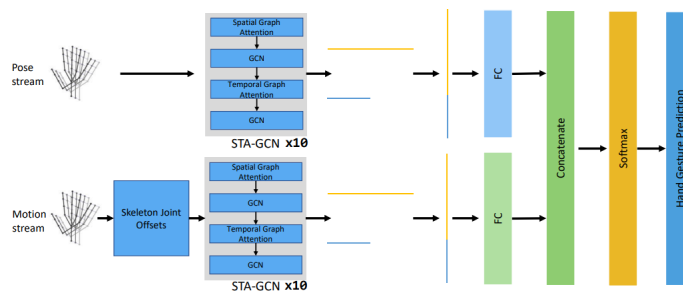 Pose
stream
Spatial Graph
Attention
GCN
Temporal Graph
Attention
GCN
STA-GCN x10
FC
Motion
stream
Skeleton Joint
Offsets
Spatial Graph
Attention
GCN
Temporal Graph
Attention
GCN
STA-GCN x10
FC
Concatenate
Softmax
Hand Gesture Prediction